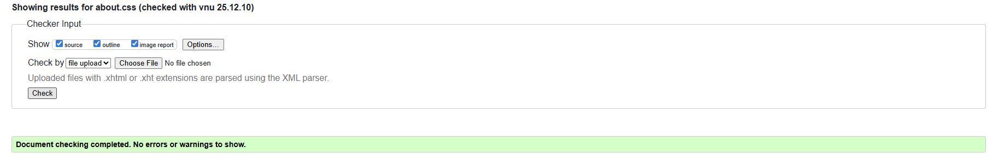 Showing results for about.css (checked with vnu 25.12.10)
Checker Input
Show source outline image report Options...
Check by file upload Choose File No file chosen
Uploaded files with .xhtml or .xht extensions are parsed using the XML parser.
Check
Document checking completed. No errors or warnings to show.